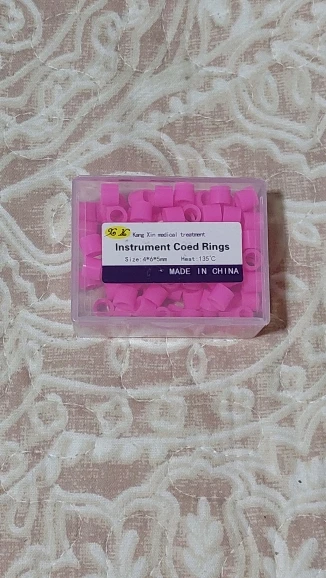 Kang Xin medical treatment
Instrument Coed Rings
Size:4*6*5mm Heat:135℃
MADE IN CHINA